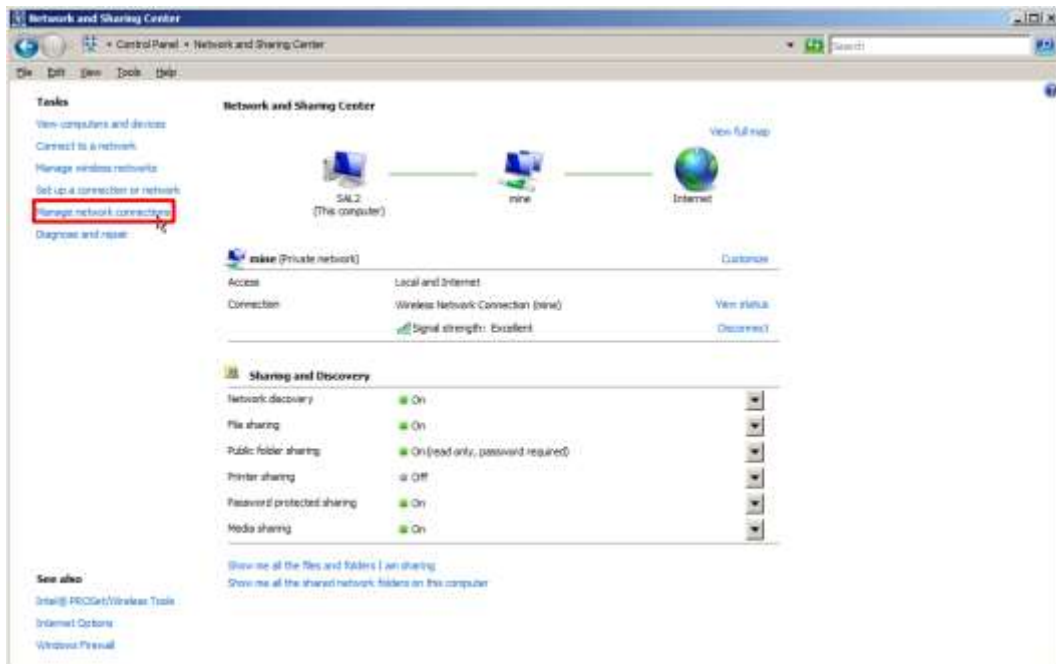 Network and Sharing Center
Control Panel
Network and Sharing Center
Search
File Edit View Tools Help
Tasks
View computers and devices
Connect to a network
Manage wireless networks
Set up a connection or network
Manage network connections
Diagnose and repair
Network and Sharing Center
View full map
SAL2
(This computer)
mine
Internet
mine (Private network)
Customize
Access
Local and Internet
Connection
Wireless Network Connection (mine)
View status
Signal strength: Excellent
Disconnect
Sharing and Discovery
Network discovery
On
File sharing
On
Public folder sharing
On (read only, password required)
Printer sharing
Off
Password protected sharing
On
Media sharing
On
Show me all the files and folders I am sharing
Show me all the shared network folders on this computer
See also
Intel® PROSet/Wireless Tools
Internet Options
Windows Firewall